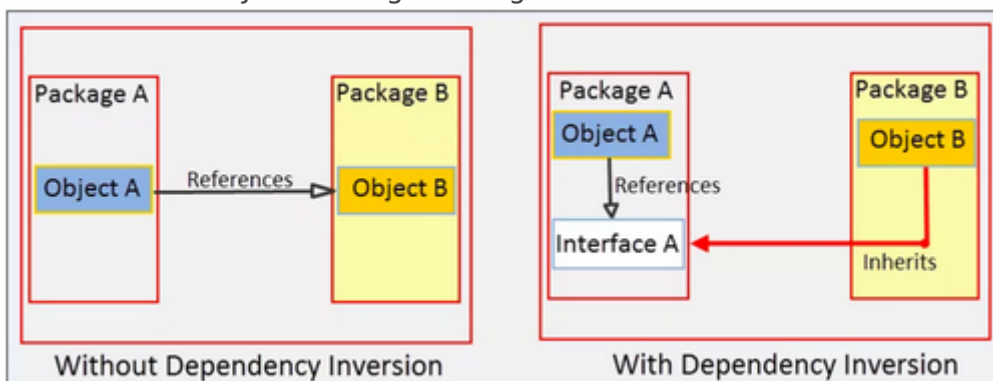 Package A
Package B
Object A
References
Object B
Without Dependency Inversion
Package A
Package B
Object A
Object B
References
Interface A
Inherits
With Dependency Inversion